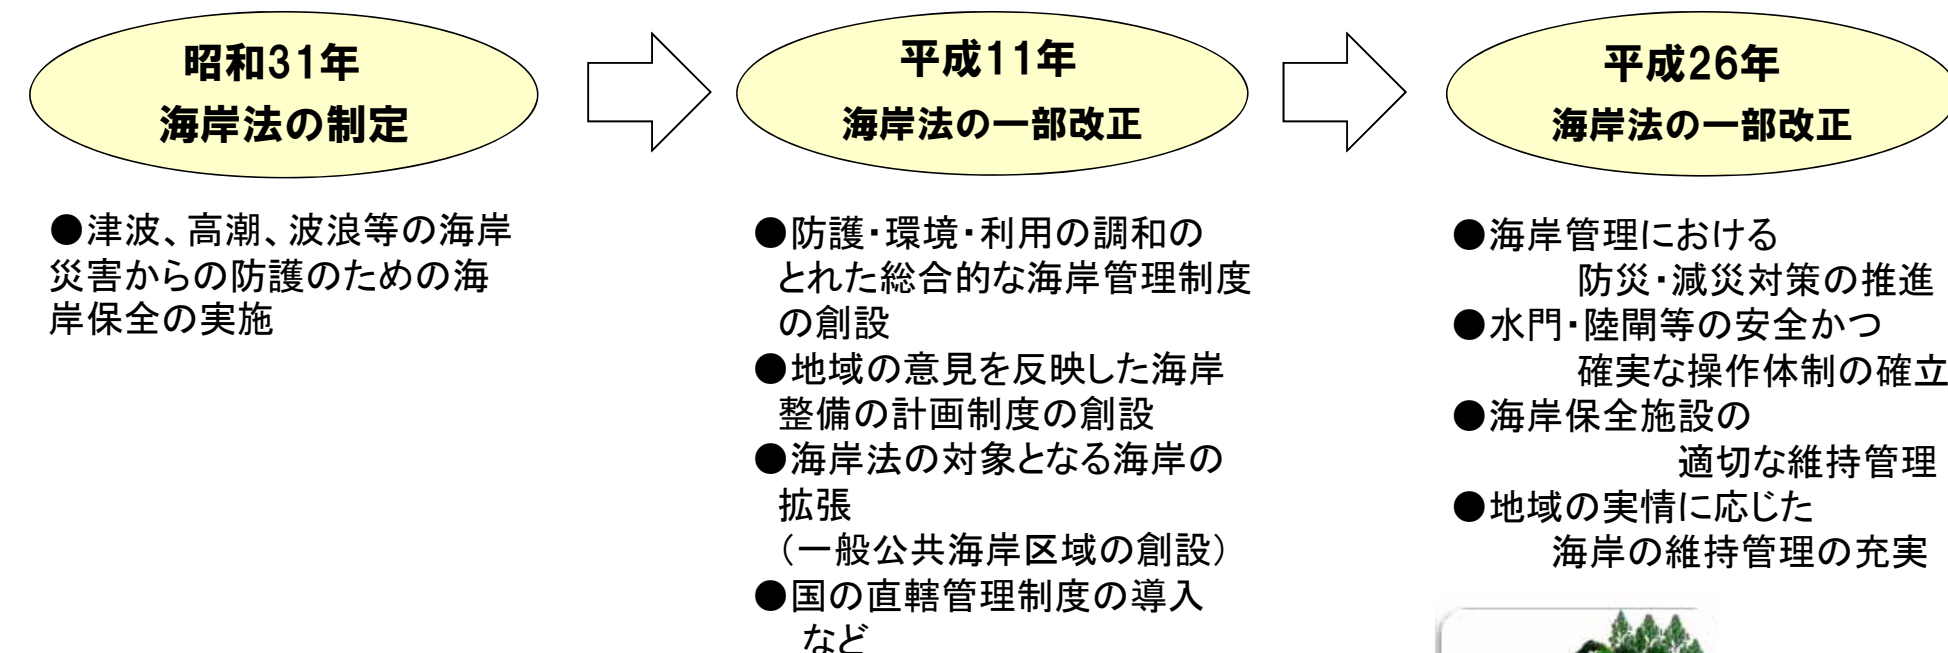 昭和31年
海岸法の制定
●津波、高潮、波浪等の海岸
災害からの防護のための海
岸保全の実施
平成11年
海岸法の一部改正
●防護・環境・利用の調和の
とれた総合的な海岸管理制度
の創設
●地域の意見を反映した海岸
整備の計画制度の創設
●海岸法の対象となる海岸の
拡張
（一般公共海岸区域の創設）
●国の直轄管理制度の導入
など
平成26年
海岸法の一部改正
●海岸管理における
防災・減災対策の推進
●水門・陸閘等の安全かつ
確実な操作体制の確立
●海岸保全施設の
適切な維持管理
●地域の実情に応じた
海岸の維持管理の充実